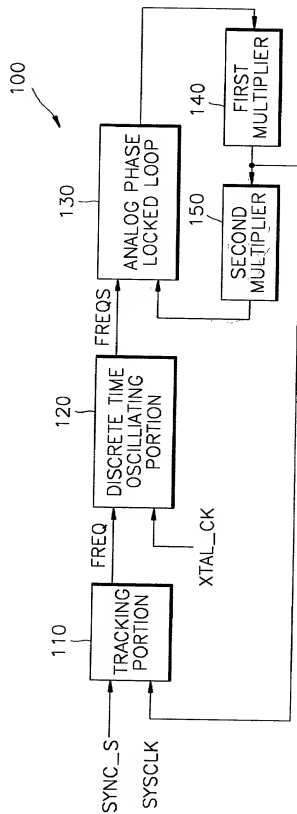 100
SYNC_S
SYSCLK
110
TRACKING
PORTION
FREQ
XTAL_CK
120
DISCRETE TIME
OSCILLIATING
PORTION
FREQS
130
ANALOG PHASE
LOCKED LOOP
140
FIRST
MULTIPLIER
150
SECOND
MULTIPLIER